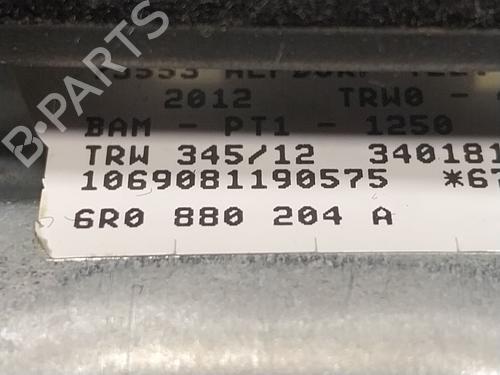 2012 TRW0 -
BAM - PT1 - 1250
TRW 345/12 340181
1069081190575 *67
6R0 880 204 A
B-PARTS